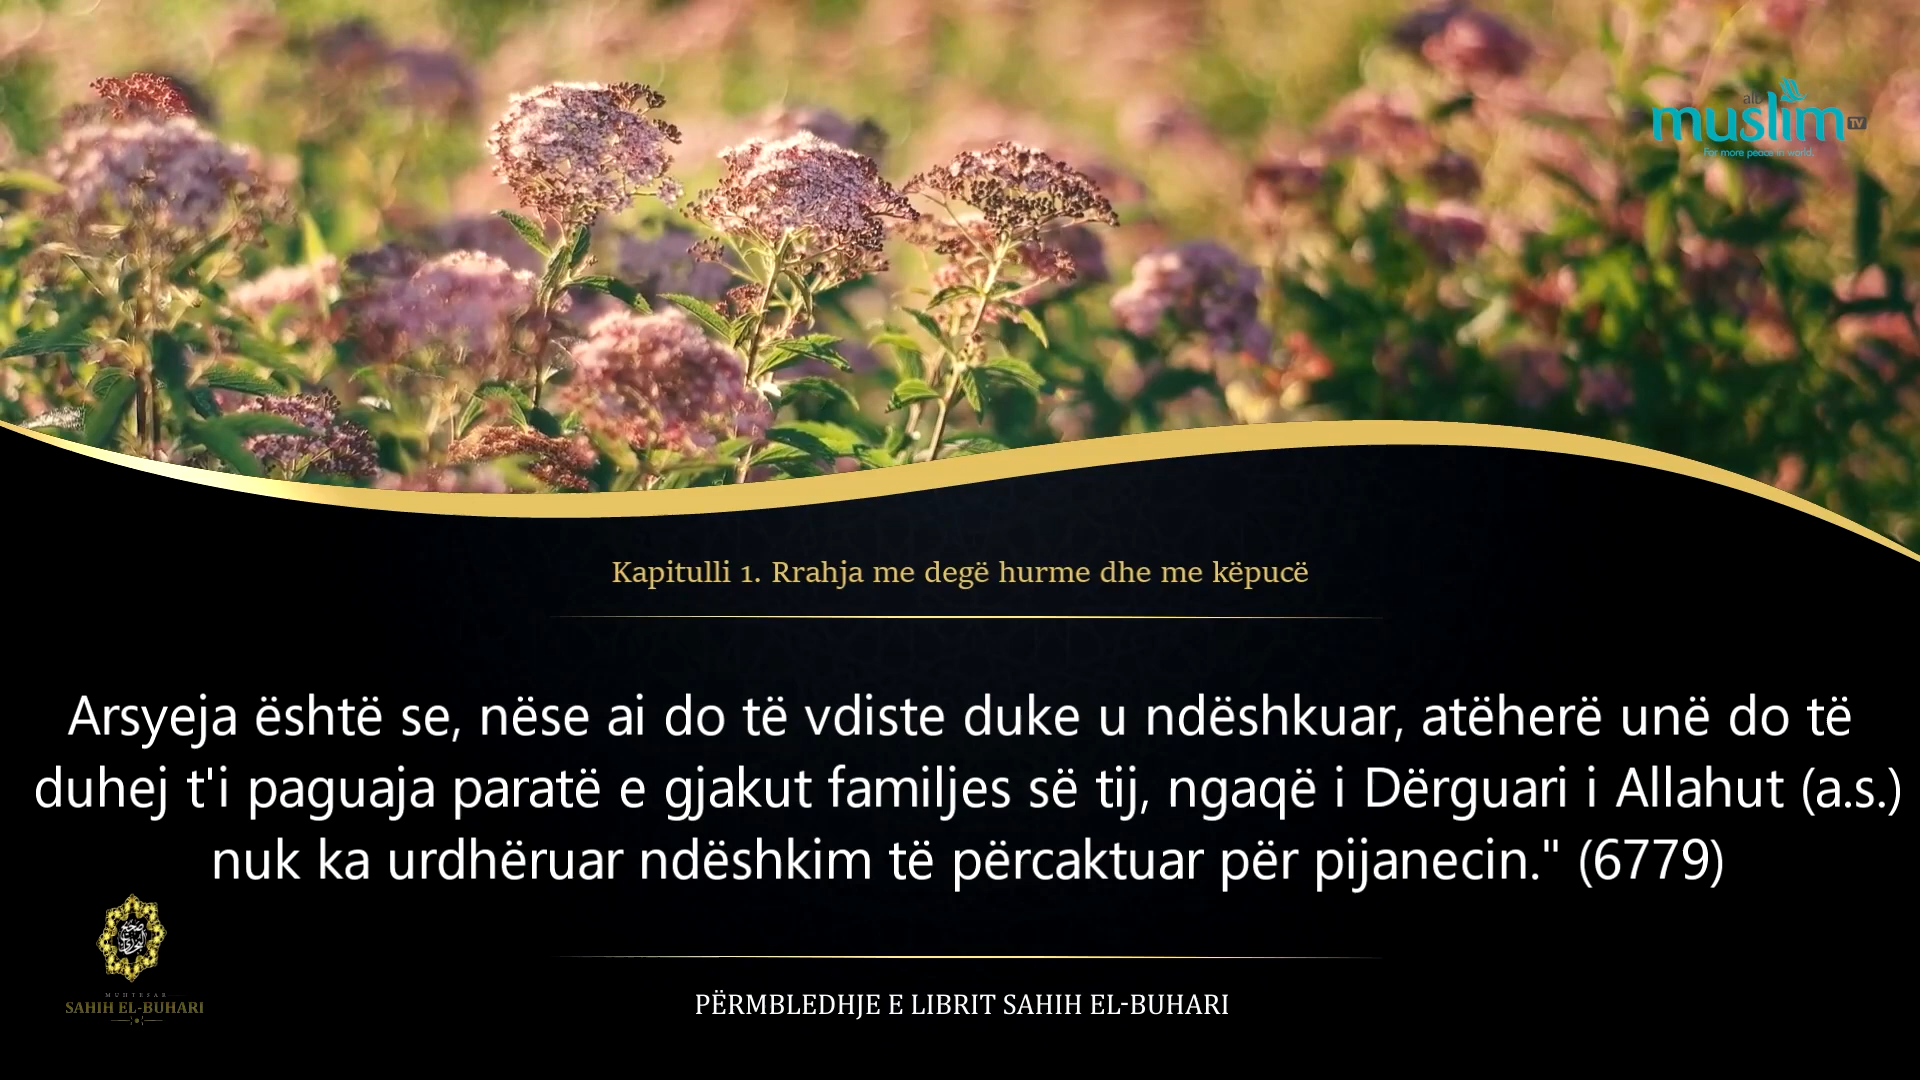 alb
muslim TV
For more peace in world.
Kapitulli 1. Rrahja me degë hurme dhe me këpucë
Arsyeja është se, nëse ai do të vdiste duke u ndëshkuar, atëherë unë do të
duhej t'i paguaja paratë e gjakut familjes së tij, ngaqë i Dërguari i Allahut (a.s.)
nuk ka urdhëruar ndëshkim të përcaktuar për pijanecin." (6779)
MUHTESAR
SAHIH EL-BUHARI
PËRMBLEDHJE E LIBRIT SAHIH EL-BUHARI